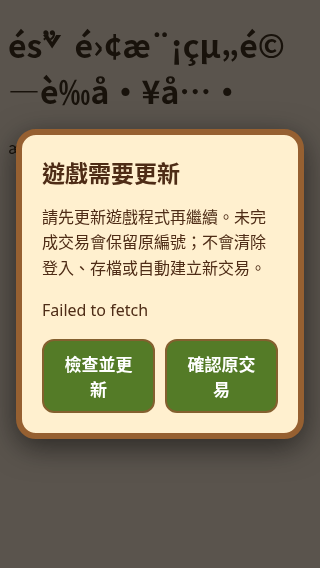 遊戲需要更新
請先更新遊戲程式再繼續。未完
成交易會保留原編號；不會清除
登入、存檔或自動建立新交易。
Failed to fetch
檢查並更
新
確認原交
易